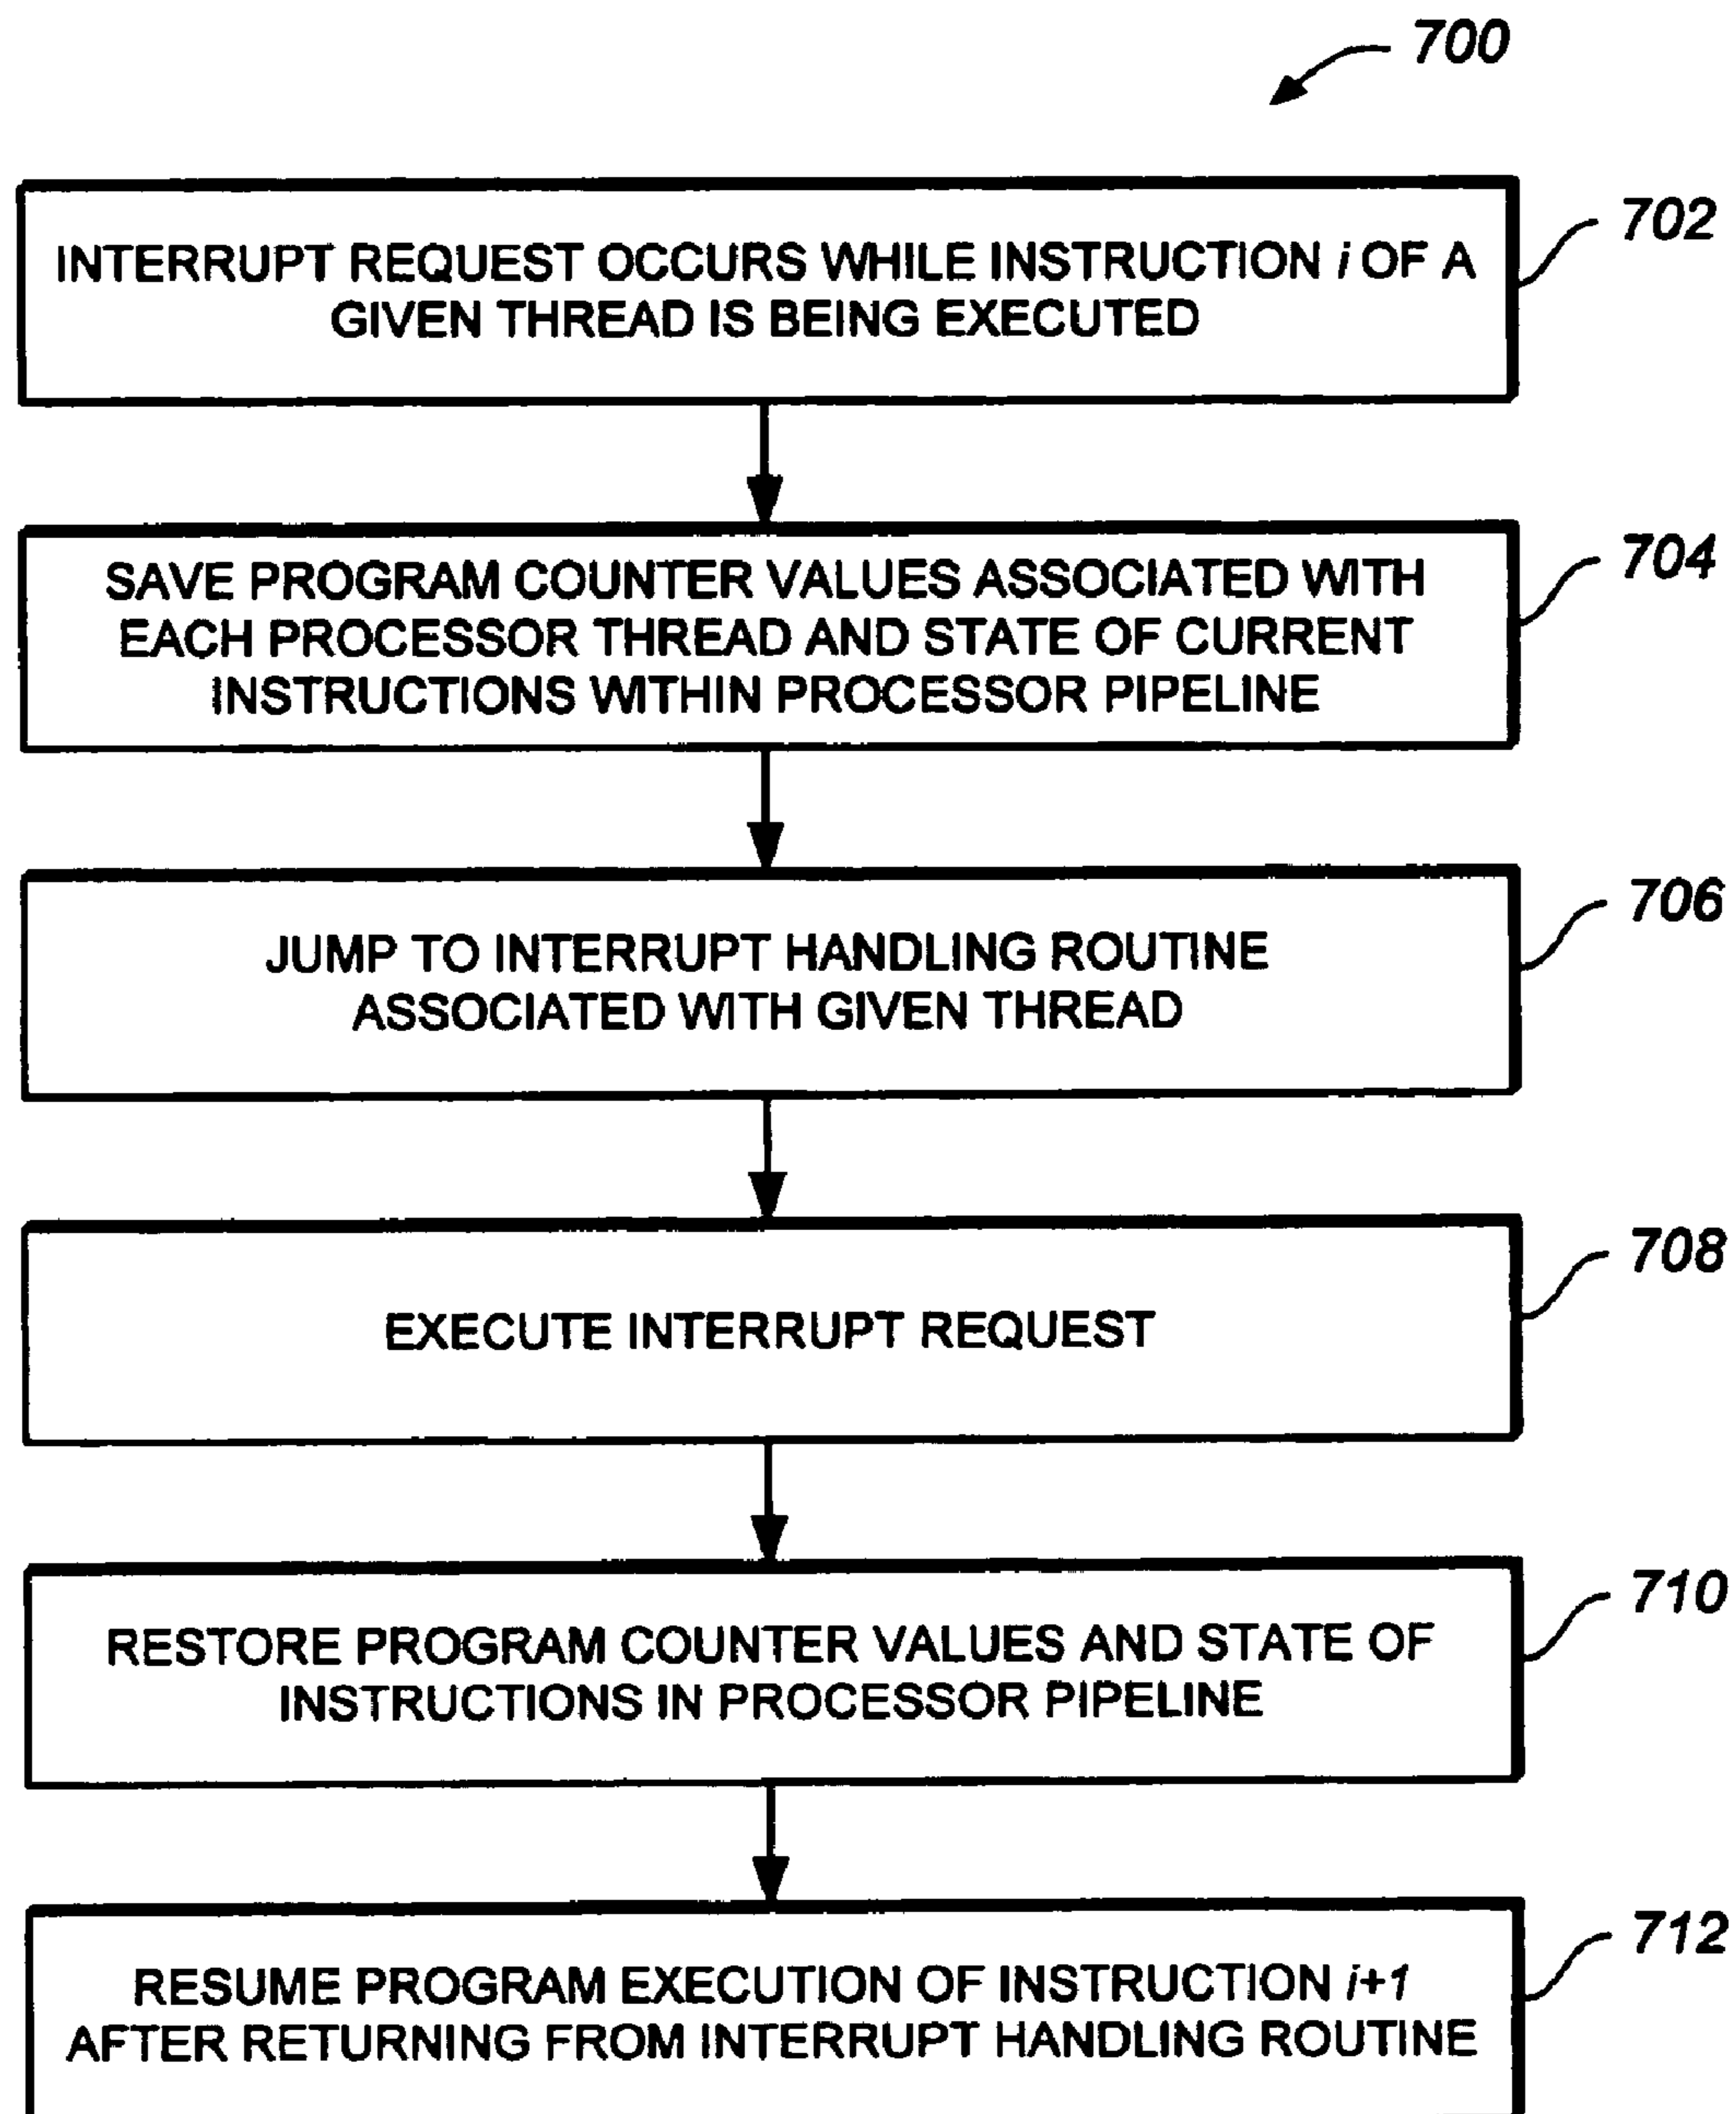 700
702
INTERRUPT REQUEST OCCURS WHILE INSTRUCTION i OF A
GIVEN THREAD IS BEING EXECUTED
704
SAVE PROGRAM COUNTER VALUES ASSOCIATED WITH
EACH PROCESSOR THREAD AND STATE OF CURRENT
INSTRUCTIONS WITHIN PROCESSOR PIPELINE
706
JUMP TO INTERRUPT HANDLING ROUTINE
ASSOCIATED WITH GIVEN THREAD
708
EXECUTE INTERRUPT REQUEST
710
RESTORE PROGRAM COUNTER VALUES AND STATE OF
INSTRUCTIONS IN PROCESSOR PIPELINE
712
RESUME PROGRAM EXECUTION OF INSTRUCTION i+1
AFTER RETURNING FROM INTERRUPT HANDLING ROUTINE